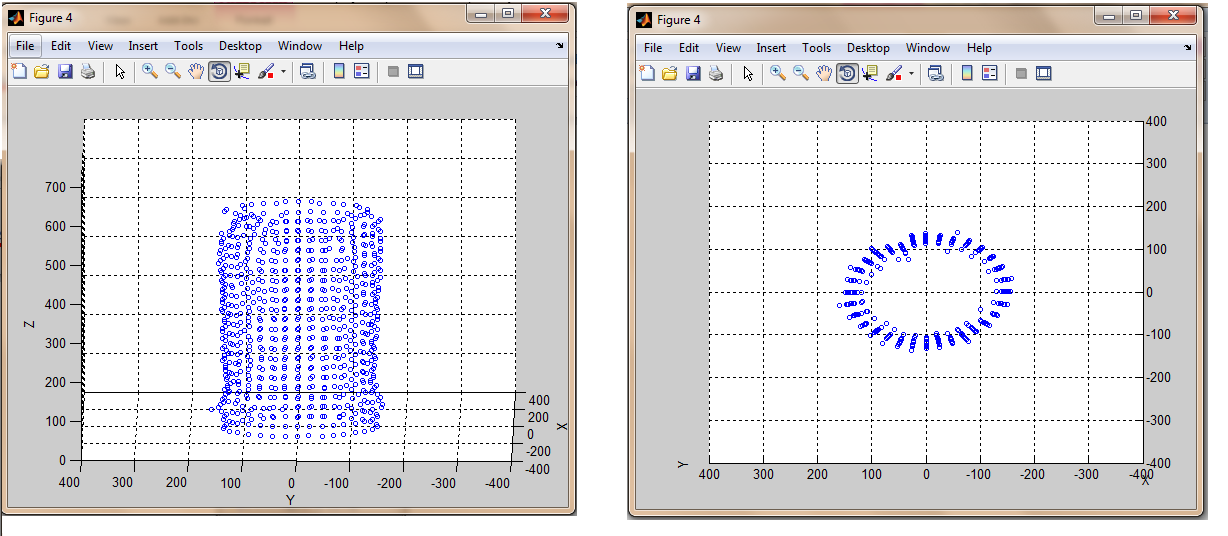 Figure 4
File Edit View Insert Tools Desktop Window Help
700
600
500
400
300
200
100
0
Z
400 300 200 100 0 -100 -200 -300 -400
Y
400
200
0
-200
-400
X
Figure 4
File Edit View Insert Tools Desktop Window Help
400
300
200
100
0
-100
-200
-300
-400
X
Y
400 300 200 100 0 -100 -200 -300 -400